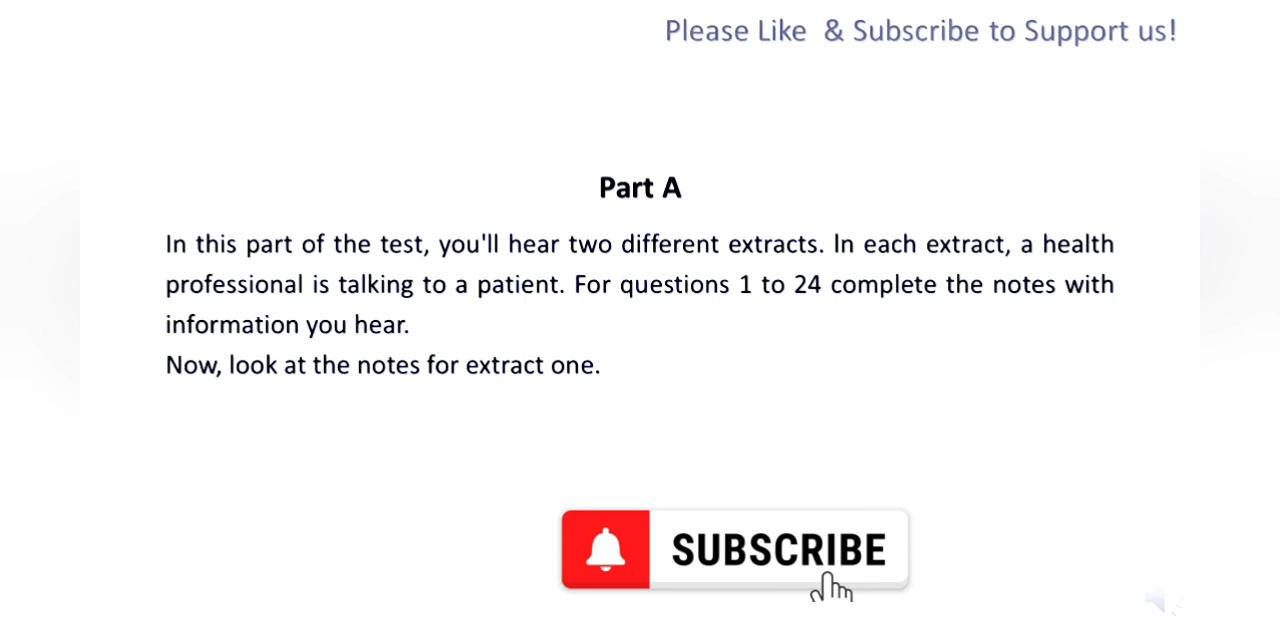 Please Like & Subscribe to Support us!
Part A
In this part of the test, you'll hear two different extracts. In each extract, a health
professional is talking to a patient. For questions 1 to 24 complete the notes with
information you hear.
Now, look at the notes for extract one.
SUBSCRIBE